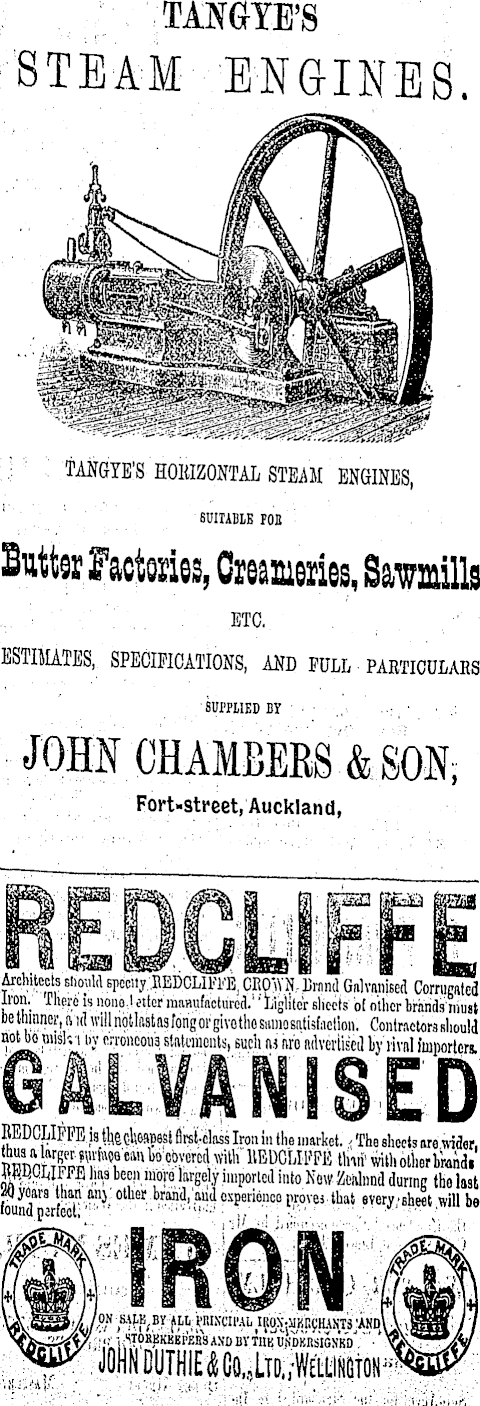 TANGYE'S
STEAM ENGINES.
TANGYE'S HORIZONTAL STEAM ENGINES,
SUITABLE FOR
Butter Factories, Creameries, Sawmills
ETC.
ESTIMATES, SPECIFICATIONS, AND FULL PARTICULARS
SUPPLIED BY
JOHN CHAMBERS & SON,
Fort-street, Auckland,
REDCLIFFE
Architects should specify REDCLIFFE CROWN Brand Galvanised Corrugated
Iron. There is none better manufactured. Lighter sheets of other brands must
be thinner, and will not last as long or give the same satisfaction. Contractors should
not be misled by erroneous statements, such as are advertised by rival importers.
GALVANISED
REDCLIFFE is the cheapest first-class Iron in the market. The sheets are wider,
thus a larger surface can be covered with REDCLIFFE than with other brands
REDCLIFFE has been more largely imported into New Zealand during the last
20 years than any other brand, and experience proves that every sheet will be
found perfect.
IRON
TRADE MARK
REDCLIFFE
TRADE MARK
REDCLIFFE
ON SALE BY ALL PRINCIPAL IRON-MERCHANTS AND
STOREKEEPERS AND BY THE UNDERSIGNED
JOHN DUTHIE & Co., LTD., WELLINGTON